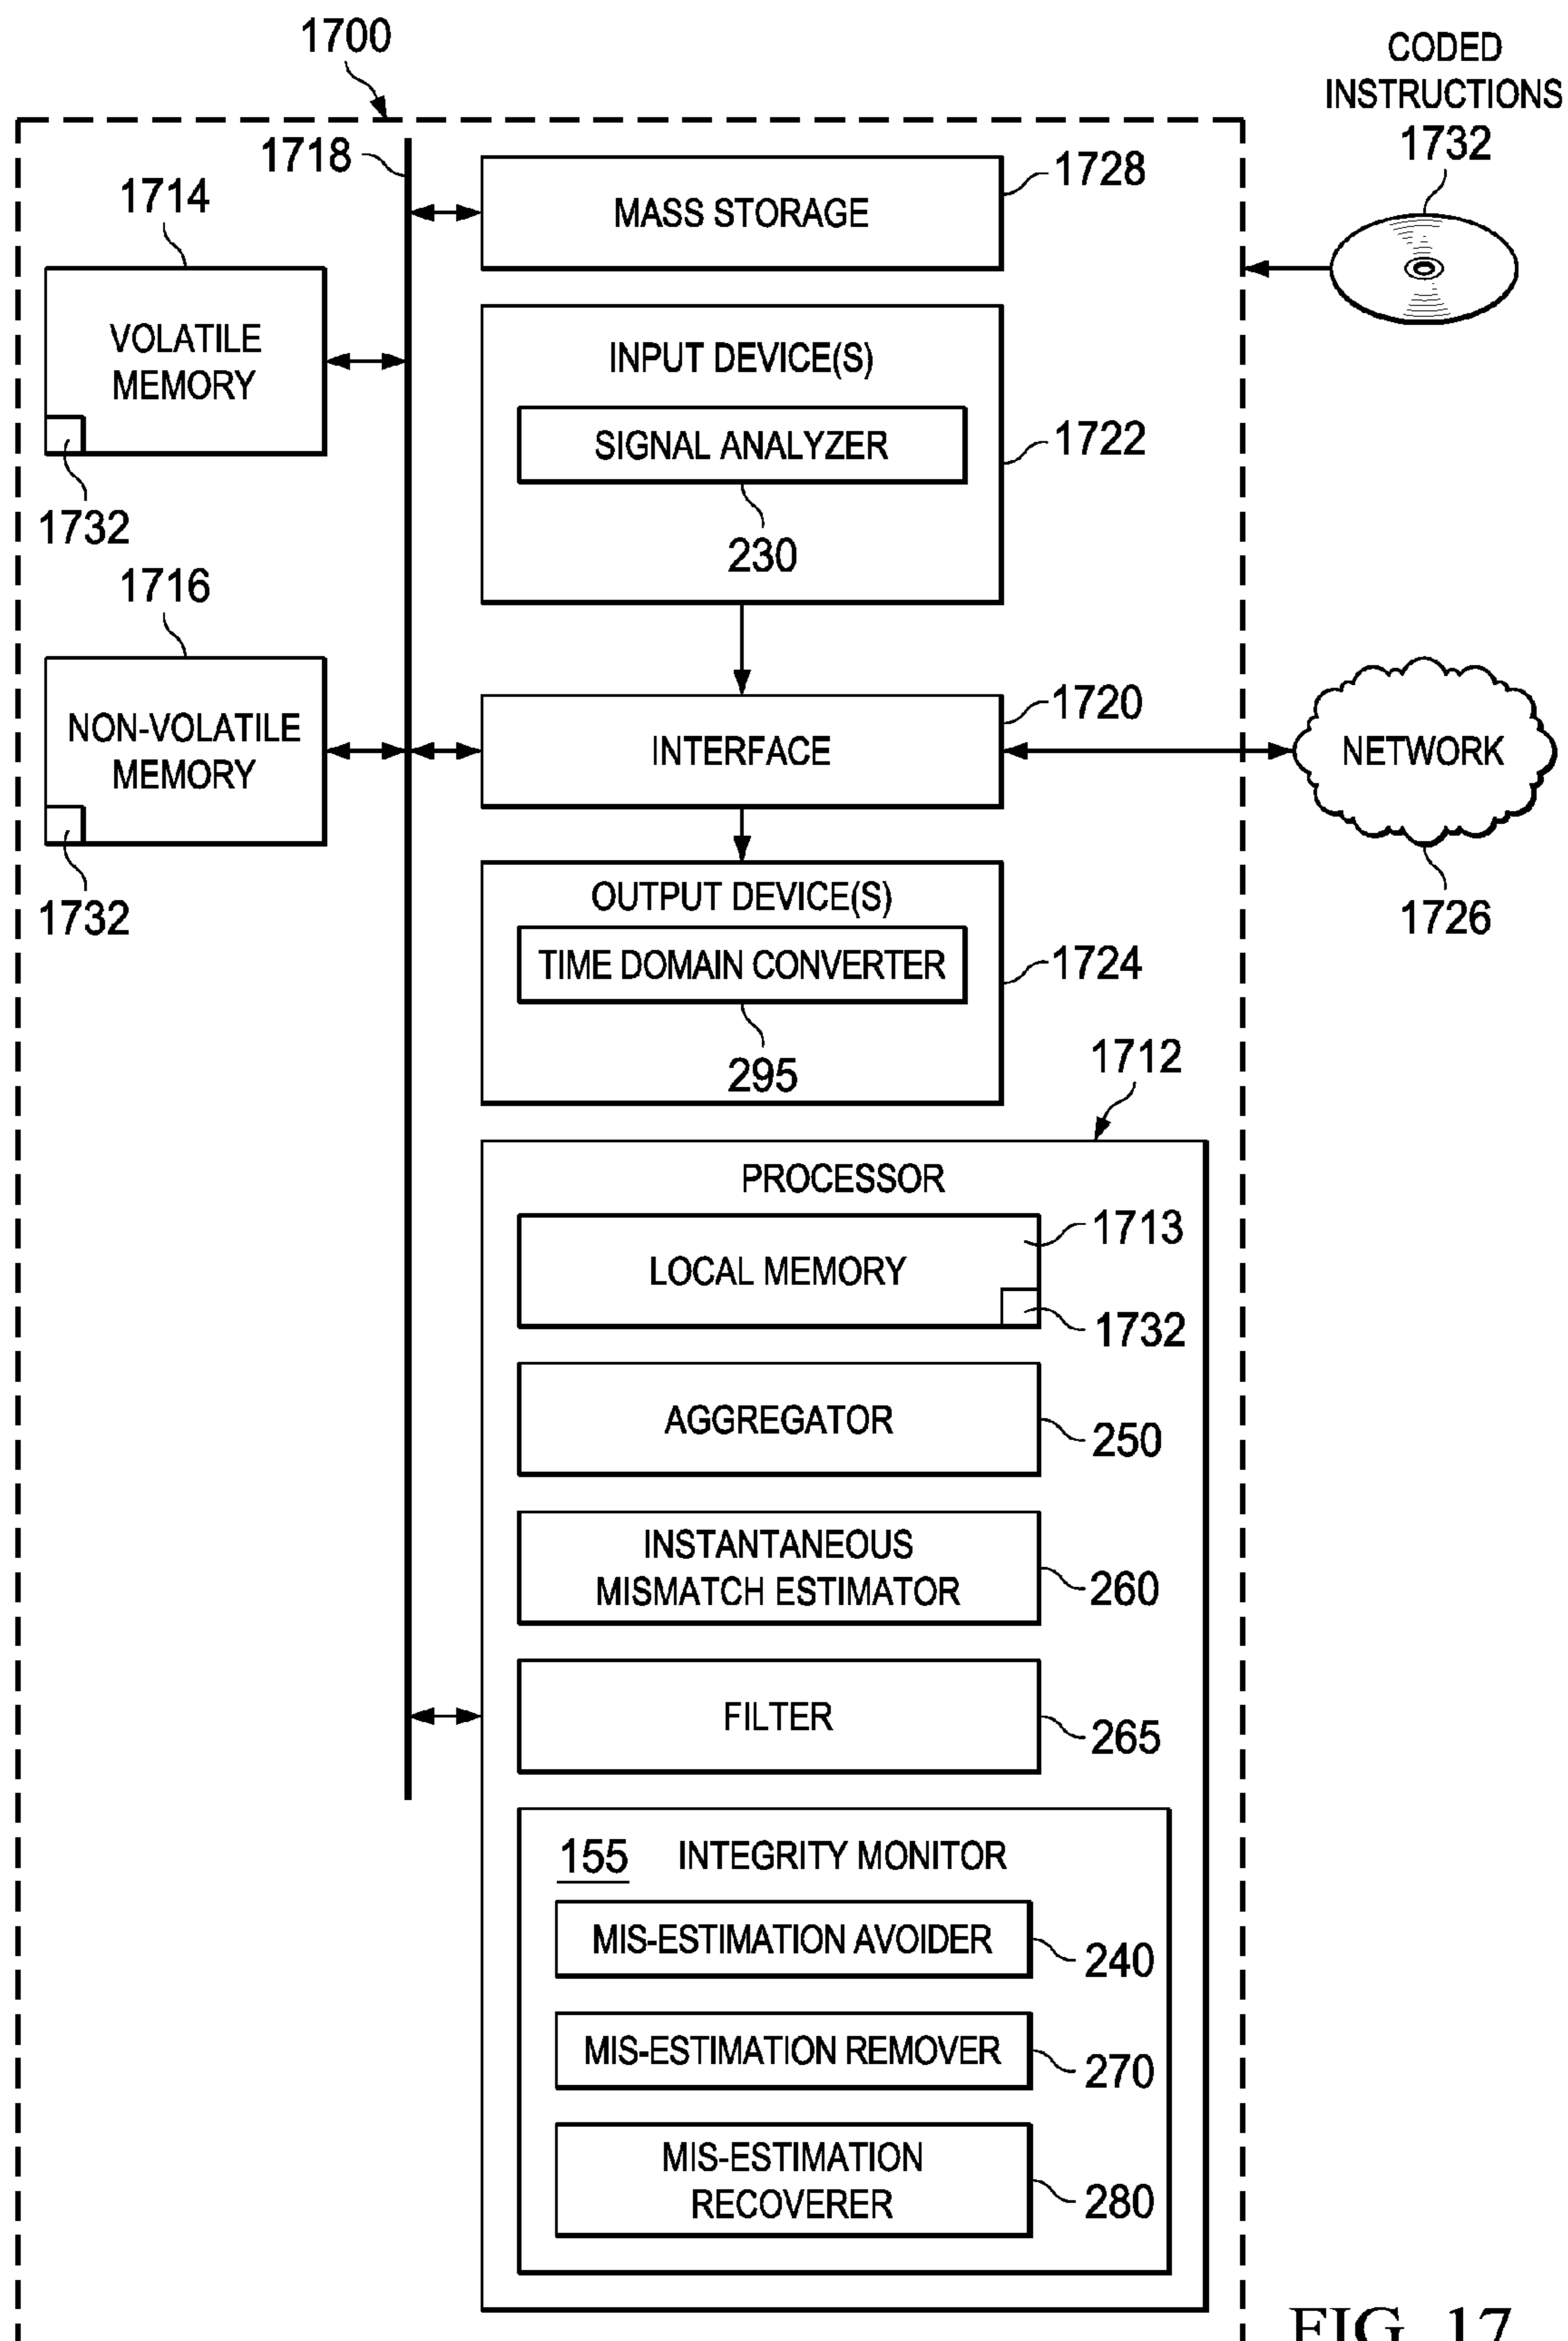 1700
CODED
INSTRUCTIONS
1732
1718
1728
MASS STORAGE
1714
VOLATILE
MEMORY
1732
INPUT DEVICE(S)
SIGNAL ANALYZER
1722
230
1716
NON-VOLATILE
MEMORY
1732
1720
INTERFACE
NETWORK
1726
OUTPUT DEVICE(S)
TIME DOMAIN CONVERTER
1724
295
1712
PROCESSOR
1713
LOCAL MEMORY
1732
AGGREGATOR
250
INSTANTANEOUS
MISMATCH ESTIMATOR
260
FILTER
265
155 INTEGRITY MONITOR
MIS-ESTIMATION AVOIDER
240
MIS-ESTIMATION REMOVER
270
MIS-ESTIMATION
RECOVERER
280
FIG. 17